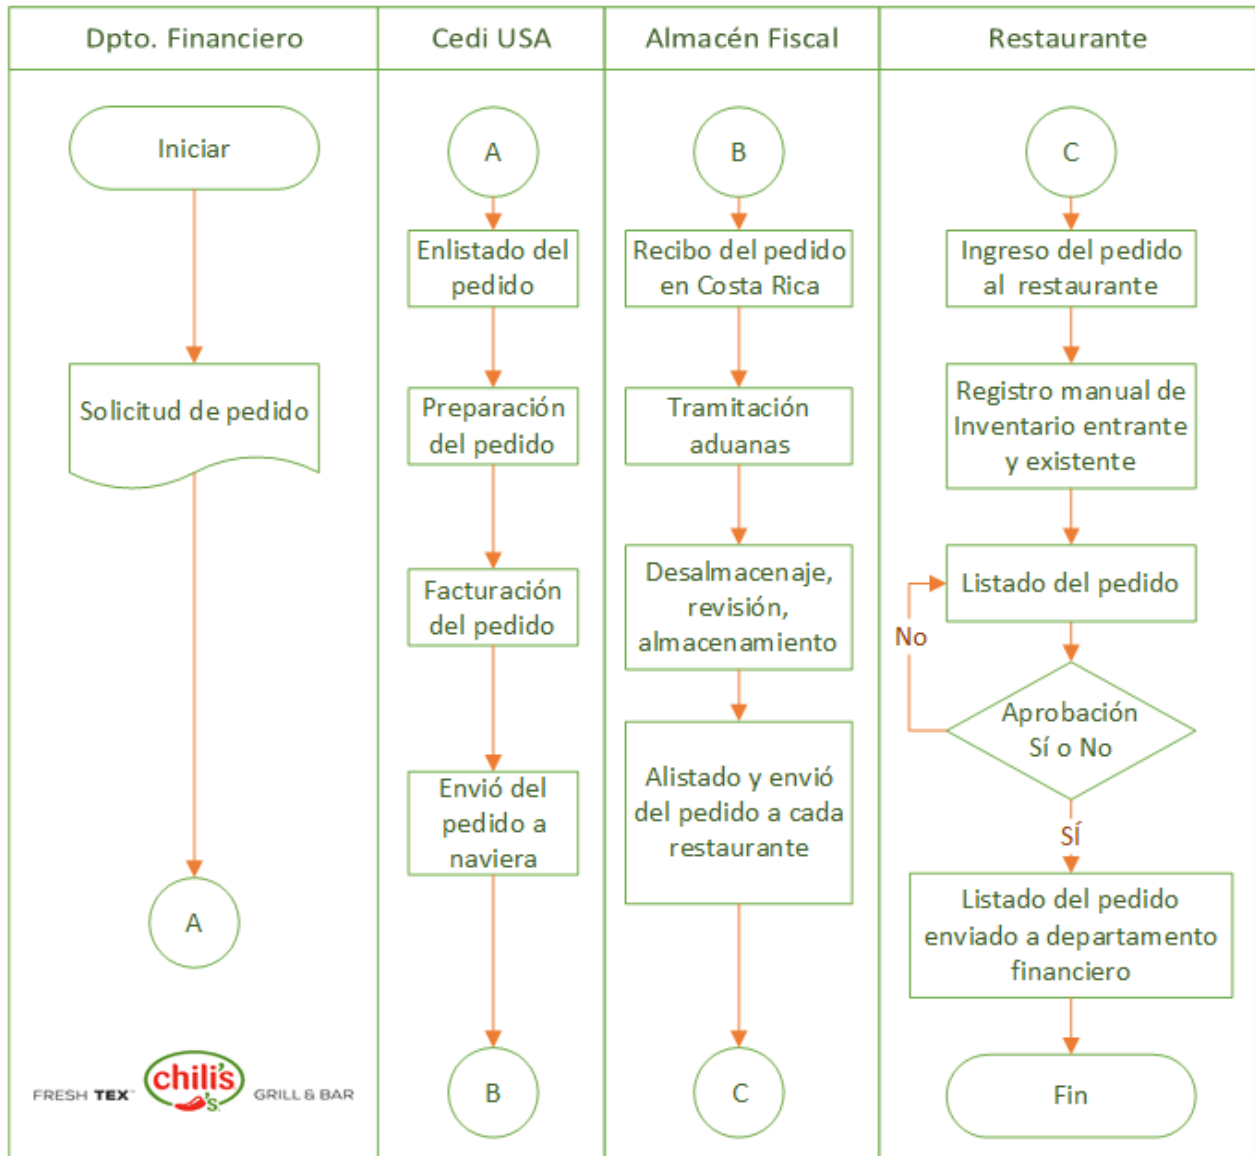 Dpto. Financiero
Cedi USA
Almacén Fiscal
Restaurante
Iniciar
Solicitud de pedido
A
FRESH TEX™
chili's
GRILL & BAR
A
Enlistado del
pedido
Preparación
del pedido
Facturación
del pedido
Envió del
pedido a
naviera
B
B
Recibo del pedido
en Costa Rica
Tramitación
aduanas
Desalmacenaje,
revisión,
almacenamiento
Alistado y envió
del pedido a cada
restaurante
C
C
Ingreso del pedido
al restaurante
Registro manual de
Inventario entrante
y existente
Listado del pedido
No
Aprobación
Sí o No
SÍ
Listado del pedido
enviado a departamento
financiero
Fin